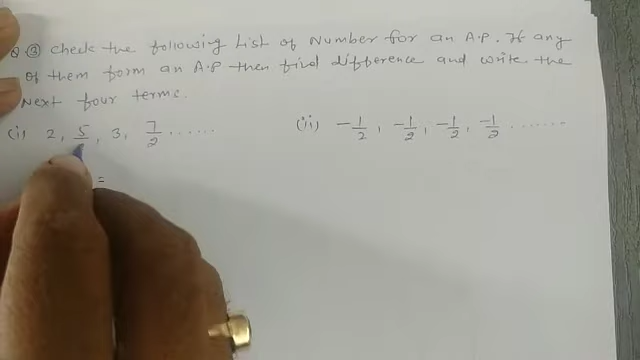 Q③ check the following List of Number for an A.P. If any
of them form an A.P then find difference and write the
Next four terms.
(i) 2, 5/, 3, 7/2 ...... (ii) -1/2, -1/2, -1/2, -1/2 .......
=